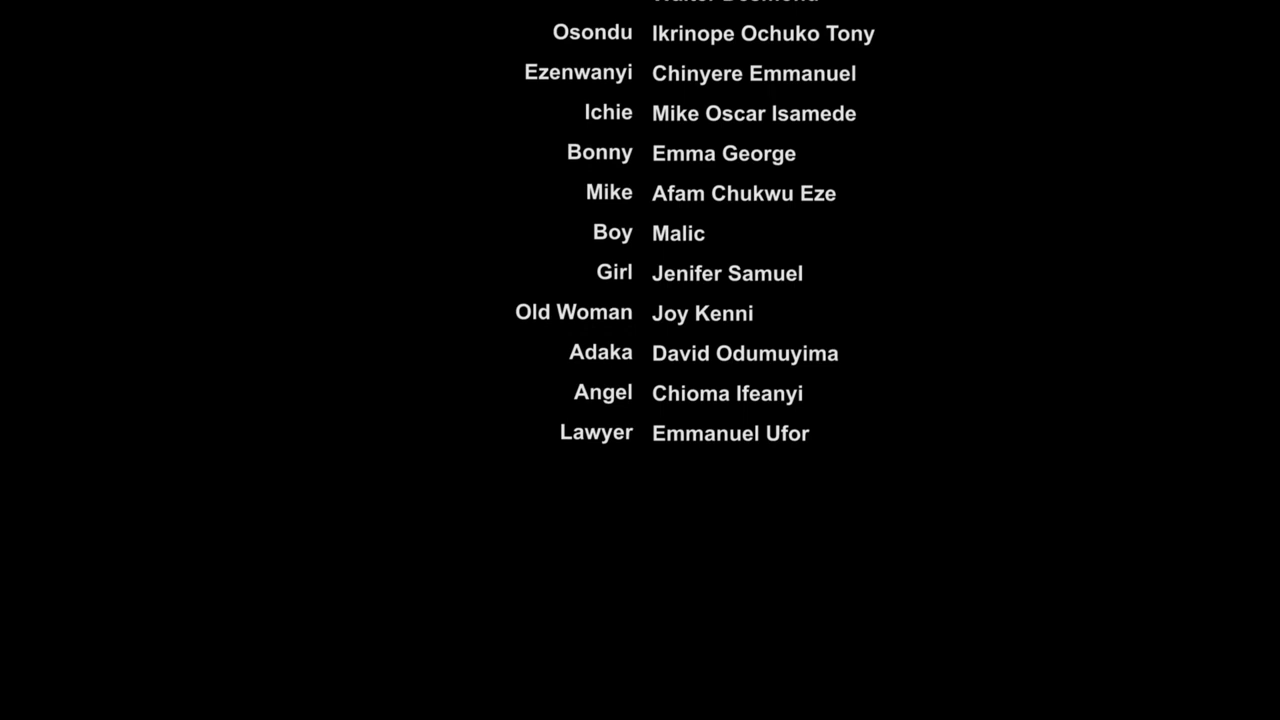 Osondu Ikrinope Ochuko Tony
Ezenwanyi Chinyere Emmanuel
Ichie Mike Oscar Isamede
Bonny Emma George
Mike Afam Chukwu Eze
Boy Malic
Girl Jenifer Samuel
Old Woman Joy Kenni
Adaka David Odumuyima
Angel Chioma Ifeanyi
Lawyer Emmanuel Ufor